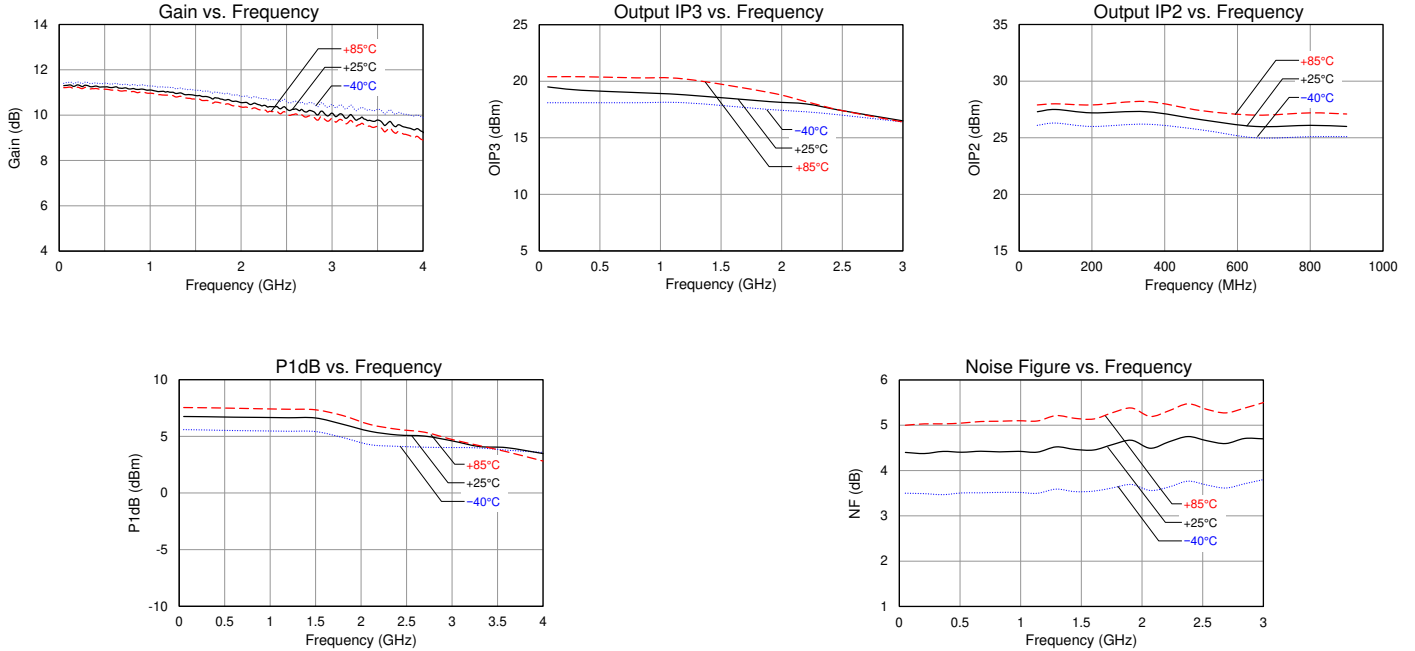 Gain vs. Frequency
14
12
10
8
6
4
0
1
2
3
4
Gain (dB)
Frequency (GHz)
+85°C
+25°C
−40°C
Output IP3 vs. Frequency
25
20
15
10
5
0
0.5
1
1.5
2
2.5
3
OIP3 (dBm)
Frequency (GHz)
−40°C
+25°C
+85°C
Output IP2 vs. Frequency
35
30
25
20
15
0
200
400
600
800
1000
OIP2 (dBm)
Frequency (MHz)
+85°C
+25°C
−40°C
P1dB vs. Frequency
10
5
0
-5
-10
0
0.5
1
1.5
2
2.5
3
3.5
4
P1dB (dBm)
Frequency (GHz)
+85°C
+25°C
−40°C
Noise Figure vs. Frequency
6
5
4
3
2
1
0
0.5
1
1.5
2
2.5
3
NF (dB)
Frequency (GHz)
+85°C
+25°C
−40°C